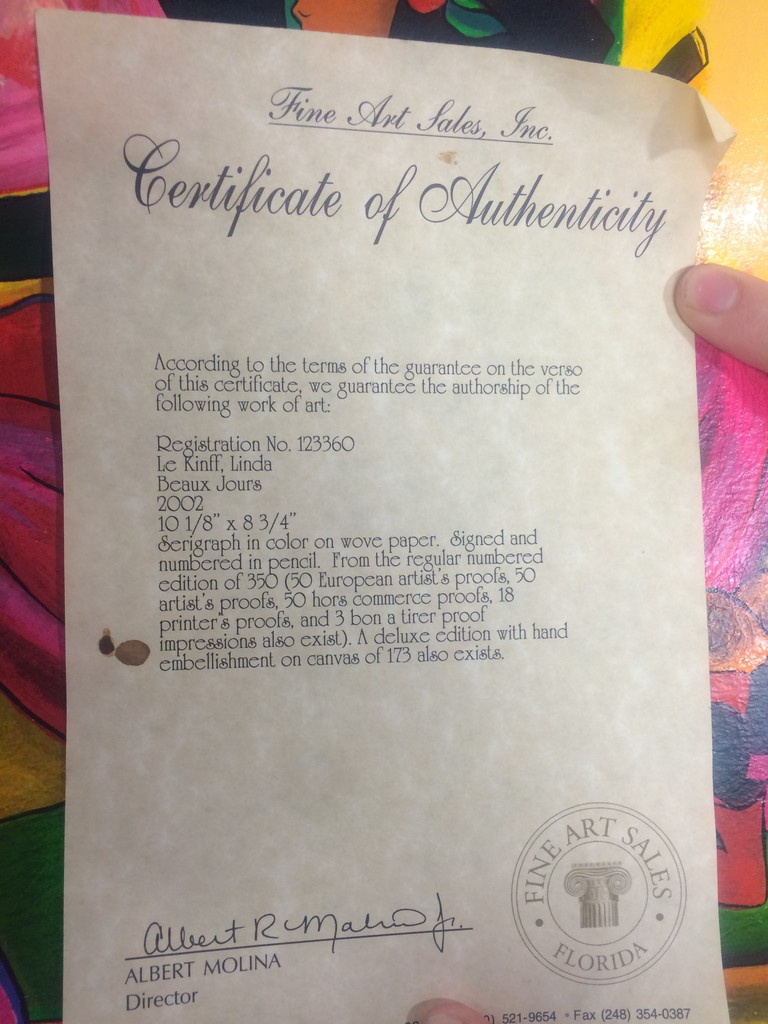 Fine Art Sales, Inc.
Certificate of Authenticity
According to the terms of the guarantee on the verso
of this certificate, we guarantee the authorship of the
following work of art:
Registration No. 123360
Le Kinff, Linda
Beaux Jours
2002
10 1/8" x 8 3/4"
Serigraph in color on wove paper. Signed and
numbered in pencil. From the regular numbered
edition of 350 (50 European artist's proofs, 50
artist's proofs, 50 hors commerce proofs, 18
printer's proofs, and 3 bon a tirer proof
impressions also exist). A deluxe edition with hand
embellishment on canvas of 173 also exists.
Albert R Molina Jr.
ALBERT MOLINA
Director
FINE ART SALES
• FLORIDA •
521-9654 • Fax (248) 354-0387